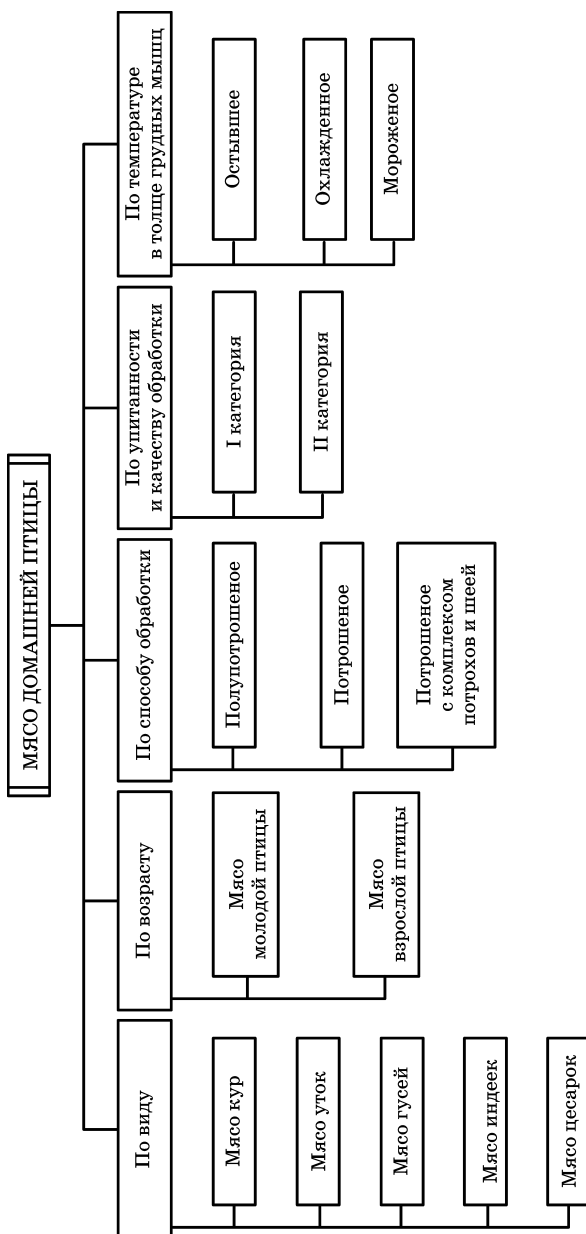 МЯСО ДОМАШНЕЙ ПТИЦЫ
По виду
Мясо кур
Мясо уток
Мясо гусей
Мясо индеек
Мясо цесарок
По возрасту
Мясо
молодой птицы
Мясо
взрослой птицы
По способу обработки
Полупотрошеное
Потрошеное
Потрошеное
с комплексом
потрохов и шеей
По упитанности
и качеству обработки
I категория
II категория
По температуре
в толще грудных мышц
Остывшее
Охлажденное
Мороженое